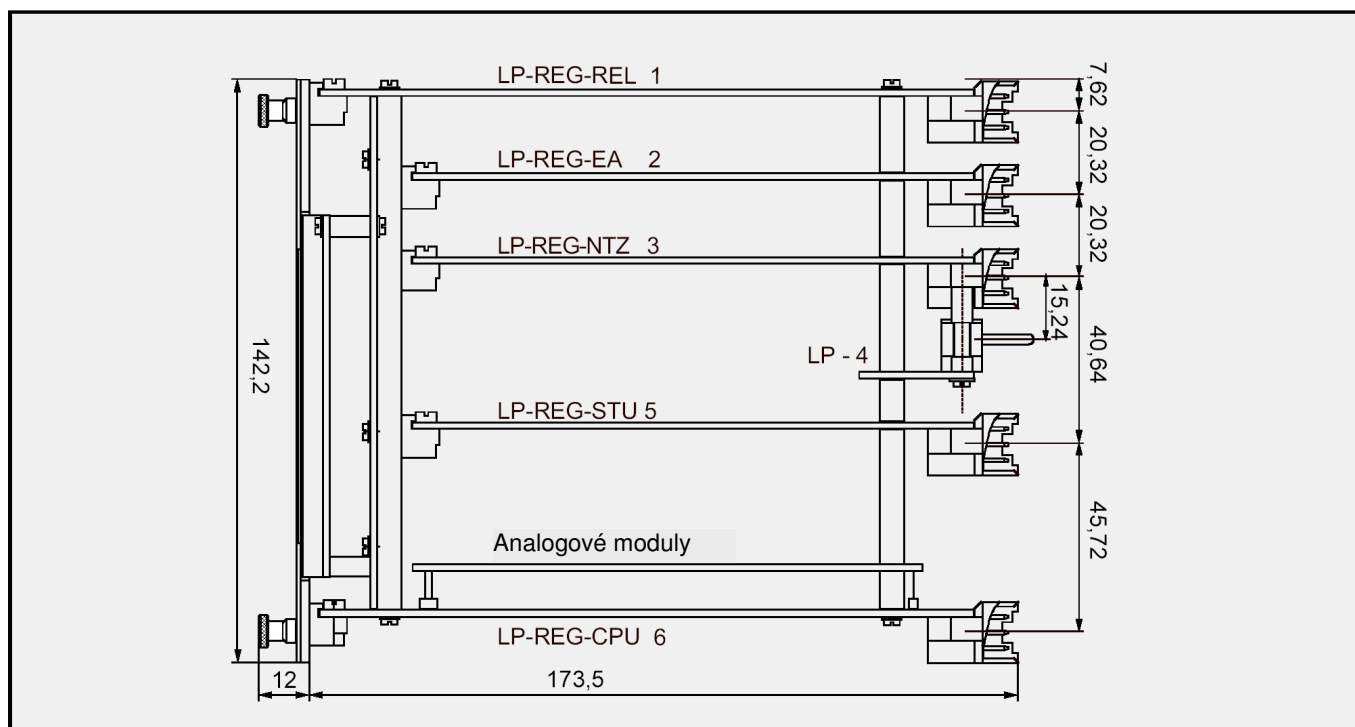 LP-REG-REL 1
7,62
LP-REG-EA 2
20,32
LP-REG-NTZ 3
20,32
15,24
LP - 4
40,64
142,2
LP-REG-STU 5
Analogové moduly
45,72
LP-REG-CPU 6
12
173,5